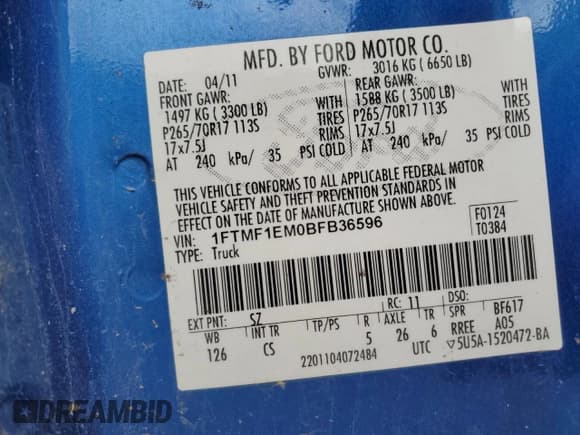 MFD. BY FORD MOTOR CO.
DATE: 04/11 GVWR: 3016 KG ( 6650 LB)
FRONT GAWR: REAR GAWR:
1497 KG ( 3300 LB) WITH 1588 KG ( 3500 LB) WITH
P265/70R17 113S TIRES P265/70R17 113S TIRES
17x7.5J RIMS 17x7.5J RIMS
AT 240 kPa/ 35 PSI COLD AT 240 kPa/ 35 PSI COLD
THIS VEHICLE CONFORMS TO ALL APPLICABLE FEDERAL MOTOR
VEHICLE SAFETY AND THEFT PREVENTION STANDARDS IN
EFFECT ON THE DATE OF MANUFACTURE SHOWN ABOVE.
VIN: 1FTMF1EM0BFB36596 F0124
TYPE: Truck T0384
EXT PNT: SZ RC: 11 DSO:
WB INT TR TP/PS R AXLE TR SPR BF617
126 CS 5 26 6 RREE A05
2201104072484 UTC ▽5U5A-1520472-BA
DREAMBID